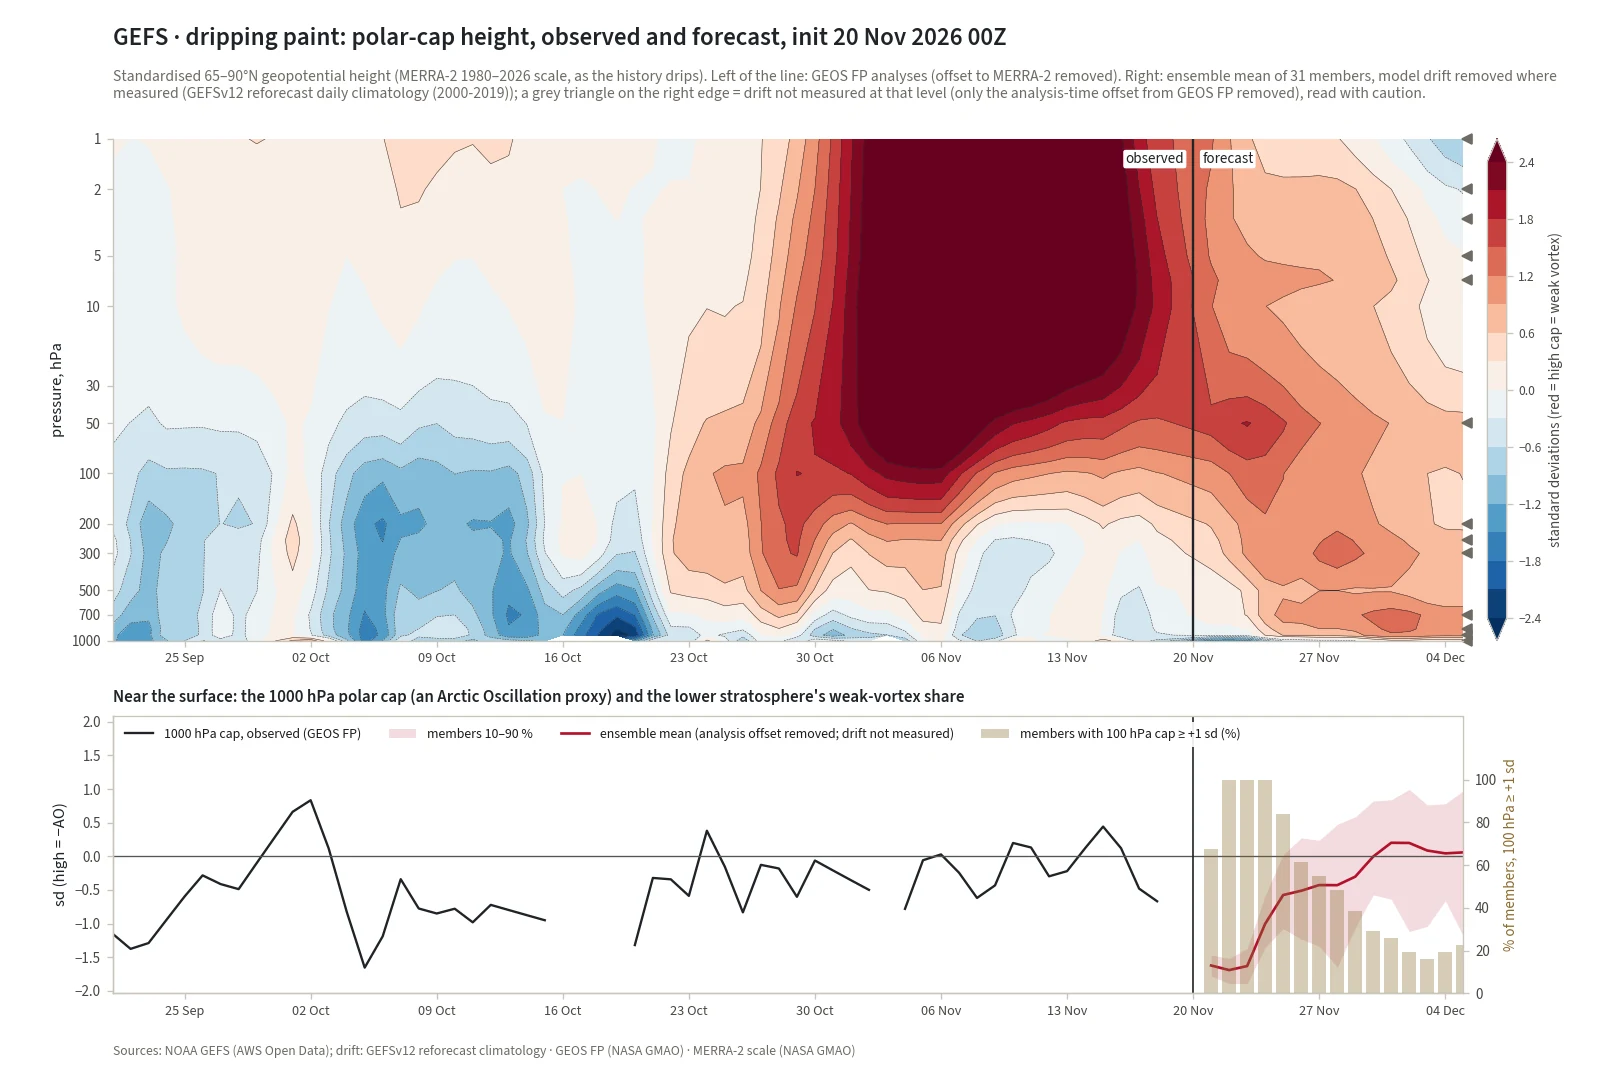 GEFS · dripping paint: polar-cap height, observed and forecast, init 20 Nov 2026 00Z
Standardised 65–90°N geopotential height (MERRA-2 1980–2026 scale, as the history drips). Left of the line: GEOS FP analyses (offset to MERRA-2 removed). Right: ensemble mean of 31 members, model drift removed where
measured (GEFSv12 reforecast daily climatology (2000-2019)); a grey triangle on the right edge = drift not measured at that level (only the analysis-time offset from GEOS FP removed), read with caution.
observed
forecast
pressure, hPa
1
2
5
10
30
50
100
200
300
500
700
1000
25 Sep
02 Oct
09 Oct
16 Oct
23 Oct
30 Oct
06 Nov
13 Nov
20 Nov
27 Nov
04 Dec
2.4
1.8
1.2
0.6
0.0
−0.6
−1.2
−1.8
−2.4
standard deviations (red = high cap = weak vortex)
Near the surface: the 1000 hPa polar cap (an Arctic Oscillation proxy) and the lower stratosphere's weak-vortex share
1000 hPa cap, observed (GEOS FP)
members 10–90 %
ensemble mean (analysis offset removed; drift not measured)
members with 100 hPa cap ≥ +1 sd (%)
sd (high = −AO)
2.0
1.5
1.0
0.5
0.0
−0.5
−1.0
−1.5
−2.0
100
80
60
40
20
0
% of members, 100 hPa ≥ +1 sd
25 Sep
02 Oct
09 Oct
16 Oct
23 Oct
30 Oct
06 Nov
13 Nov
20 Nov
27 Nov
04 Dec
Sources: NOAA GEFS (AWS Open Data); drift: GEFSv12 reforecast climatology · GEOS FP (NASA GMAO) · MERRA-2 scale (NASA GMAO)